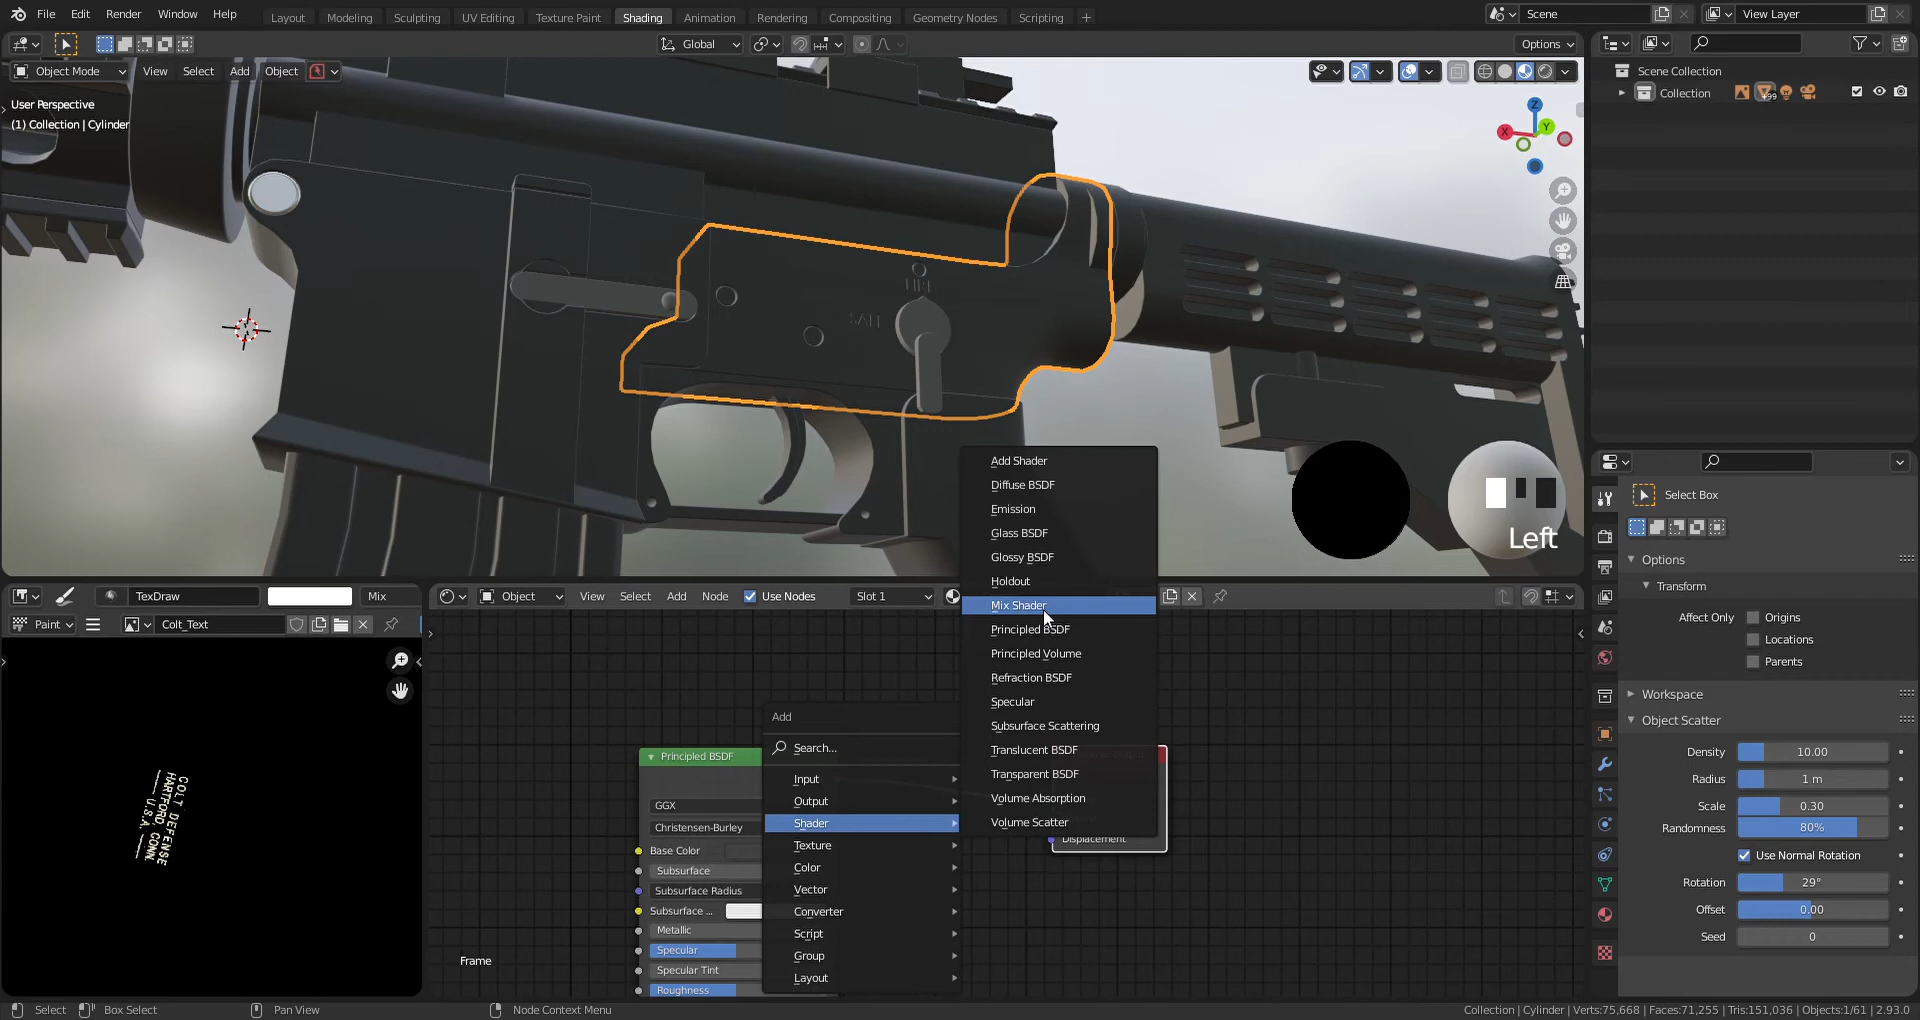 File Edit Render Window Help
Layout Modeling Sculpting UV Editing Texture Paint Shading Animation Rendering Compositing Geometry Nodes Scripting +
Scene
View Layer
Global
Options
Object Mode View Select Add Object
User Perspective
(1) Collection | Cylinder
Z
X
Y
Scene Collection
Collection
+99
Left
TexDraw
Mix
Paint
Colt_Text
COLT DEFENSE
HARTFORD, CONN.
U.S.A.
Object View Select Add Node Use Nodes Slot 1
Add Shader
Diffuse BSDF
Emission
Glass BSDF
Glossy BSDF
Holdout
Mix Shader
Principled BSDF
Principled Volume
Refraction BSDF
Specular
Subsurface Scattering
Translucent BSDF
Transparent BSDF
Volume Absorption
Volume Scatter
Add
Search...
Input
Output
Shader
Texture
Color
Vector
Converter
Script
Group
Layout
Principled BSDF
GGX
Christensen-Burley
Base Color
Subsurface
Subsurface Radius
Subsurface ...
Metallic
Specular
Specular Tint
Roughness
Displacement
Frame
Select Box
Options
Transform
Affect Only Origins
Locations
Parents
Workspace
Object Scatter
Density 10.00
Radius 1 m
Scale 0.30
Randomness 80%
Use Normal Rotation
Rotation 29°
Offset 0.00
Seed 0
Select Box Select Pan View Node Context Menu
Collection | Cylinder | Verts:75,668 | Faces:71,255 | Tris:151,036 | Objects:1/61 | 2.93.0